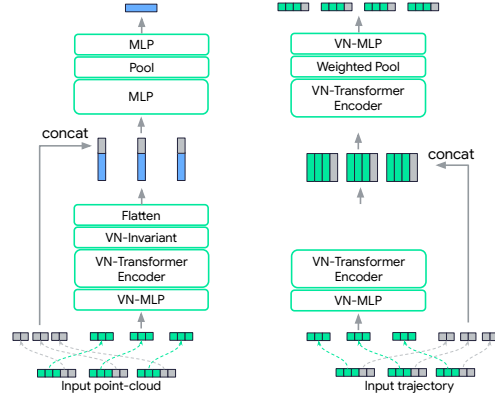 MLP
Pool
MLP
concat
Flatten
VN-Invariant
VN-Transformer
Encoder
VN-MLP
Input point-cloud
VN-MLP
Weighted Pool
VN-Transformer
Encoder
concat
VN-Transformer
Encoder
VN-MLP
Input trajectory